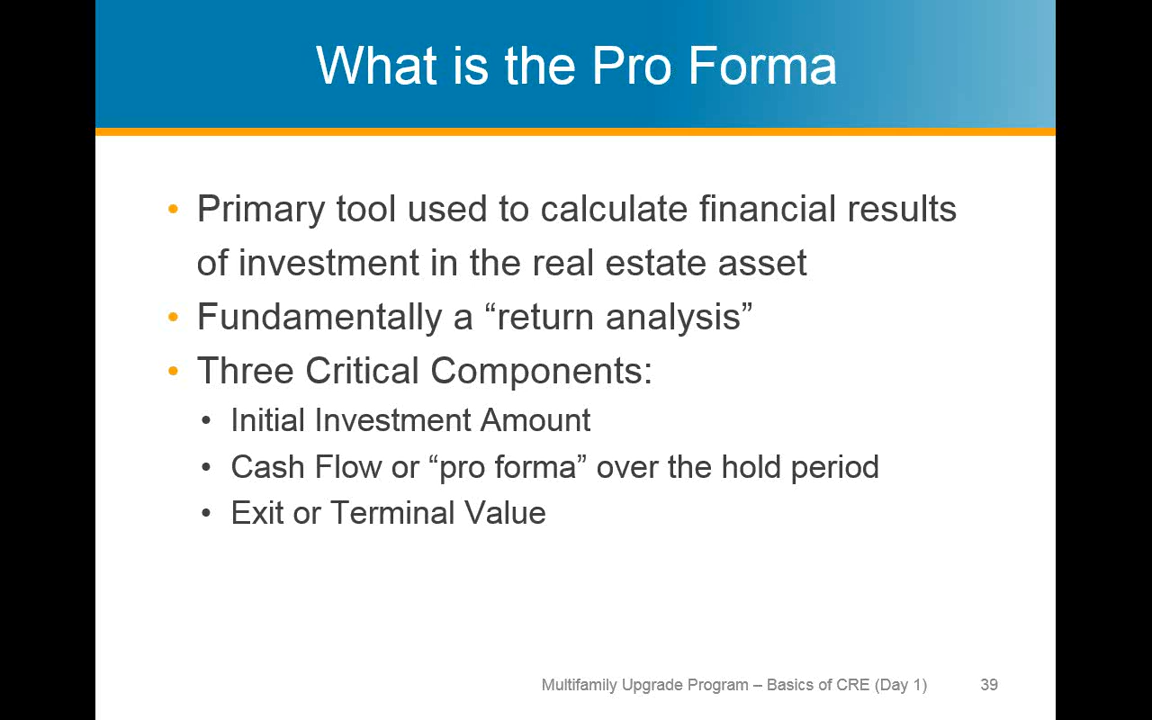 What is the Pro Forma
• Primary tool used to calculate financial results
of investment in the real estate asset
• Fundamentally a “return analysis”
• Three Critical Components:
• Initial Investment Amount
• Cash Flow or “pro forma” over the hold period
• Exit or Terminal Value
Multifamily Upgrade Program – Basics of CRE (Day 1) 39